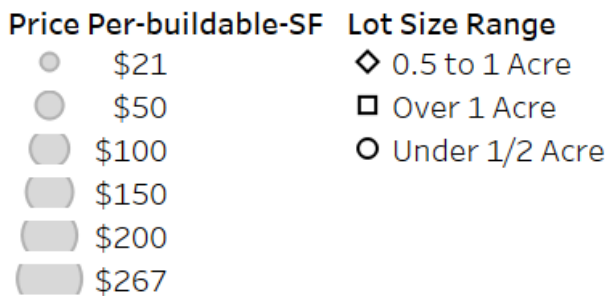 Price Per-buildable-SF
$21
$50
$100
$150
$200
$267
Lot Size Range
0.5 to 1 Acre
Over 1 Acre
Under 1/2 Acre